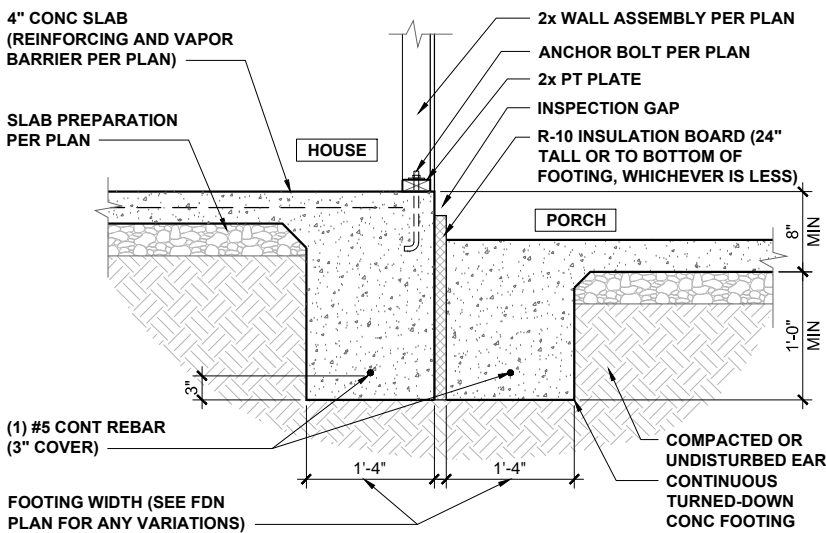 4" CONC SLAB
(REINFORCING AND VAPOR
BARRIER PER PLAN)
SLAB PREPARATION
PER PLAN
HOUSE
2x WALL ASSEMBLY PER PLAN
ANCHOR BOLT PER PLAN
2x PT PLATE
INSPECTION GAP
R-10 INSULATION BOARD (24"
TALL OR TO BOTTOM OF
FOOTING, WHICHEVER IS LESS)
PORCH
8"
MIN
1'-0"
MIN
3"
(1) #5 CONT REBAR
(3" COVER)
1'-4"
1'-4"
FOOTING WIDTH (SEE FDN
PLAN FOR ANY VARIATIONS)
COMPACTED OR
UNDISTURBED EAR
CONTINUOUS
TURNED-DOWN
CONC FOOTING